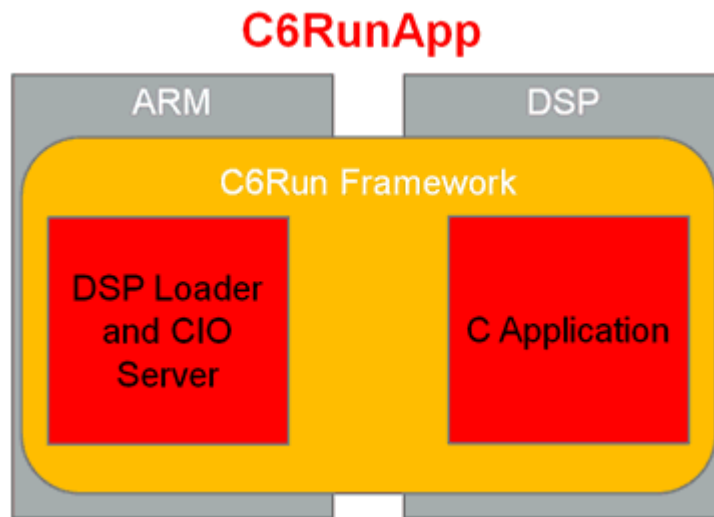 C6RunApp
ARM
DSP
C6Run Framework
DSP Loader
and CIO
Server
C Application